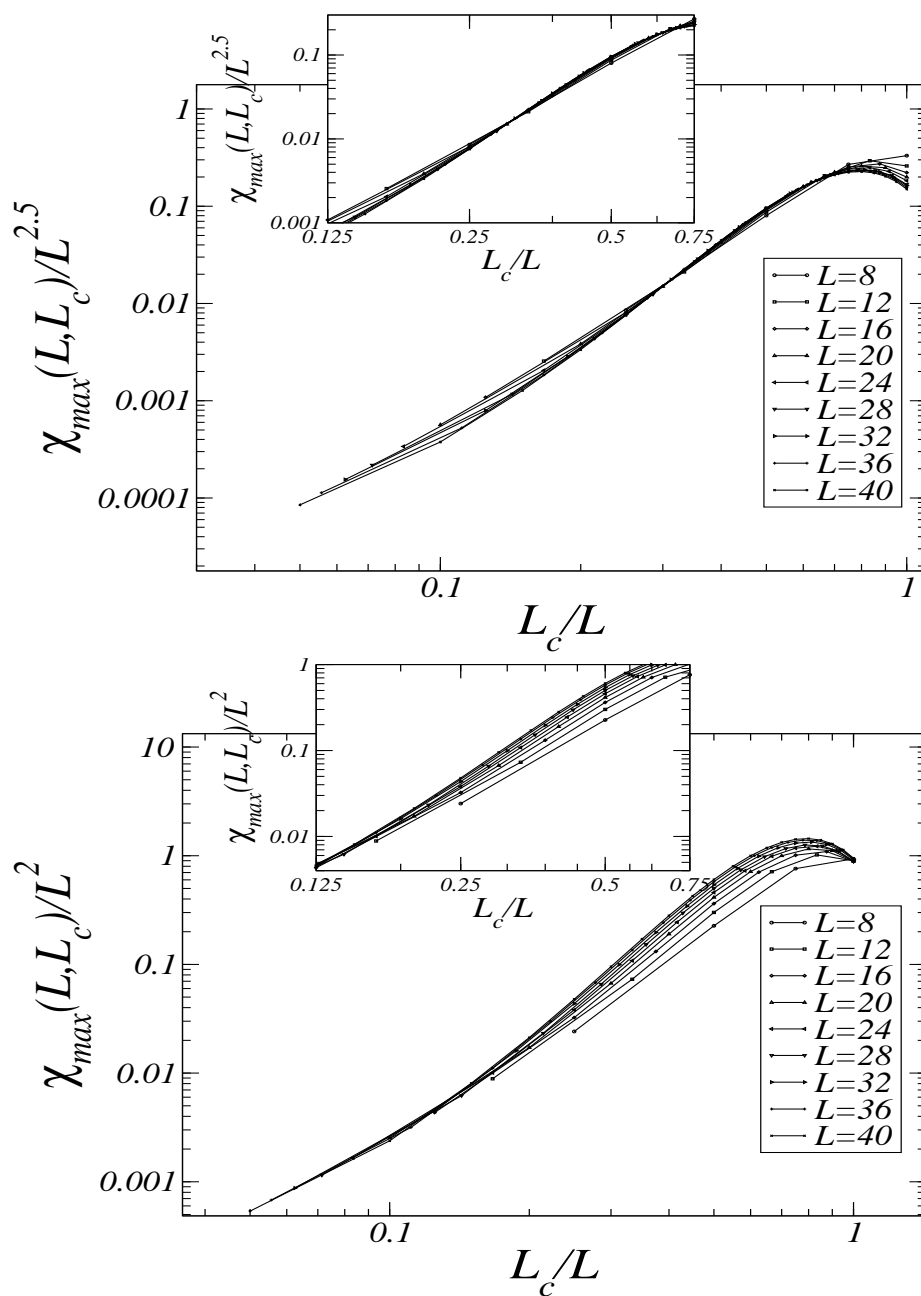 χmax(L,Lc)/L2.5
0.1
0.01
0.001
0.125
0.25
0.5
0.75
Lc/L
χmax(L,Lc)/L2.5
1
0.1
0.01
0.001
0.0001
0.1
1
Lc/L
L=8
L=12
L=16
L=20
L=24
L=28
L=32
L=36
L=40
χmax(L,Lc)/L2
1
0.1
0.01
0.125
0.25
0.5
0.75
Lc/L
χmax(L,Lc)/L2
10
1
0.1
0.01
0.001
0.1
1
Lc/L
L=8
L=12
L=16
L=20
L=24
L=28
L=32
L=36
L=40